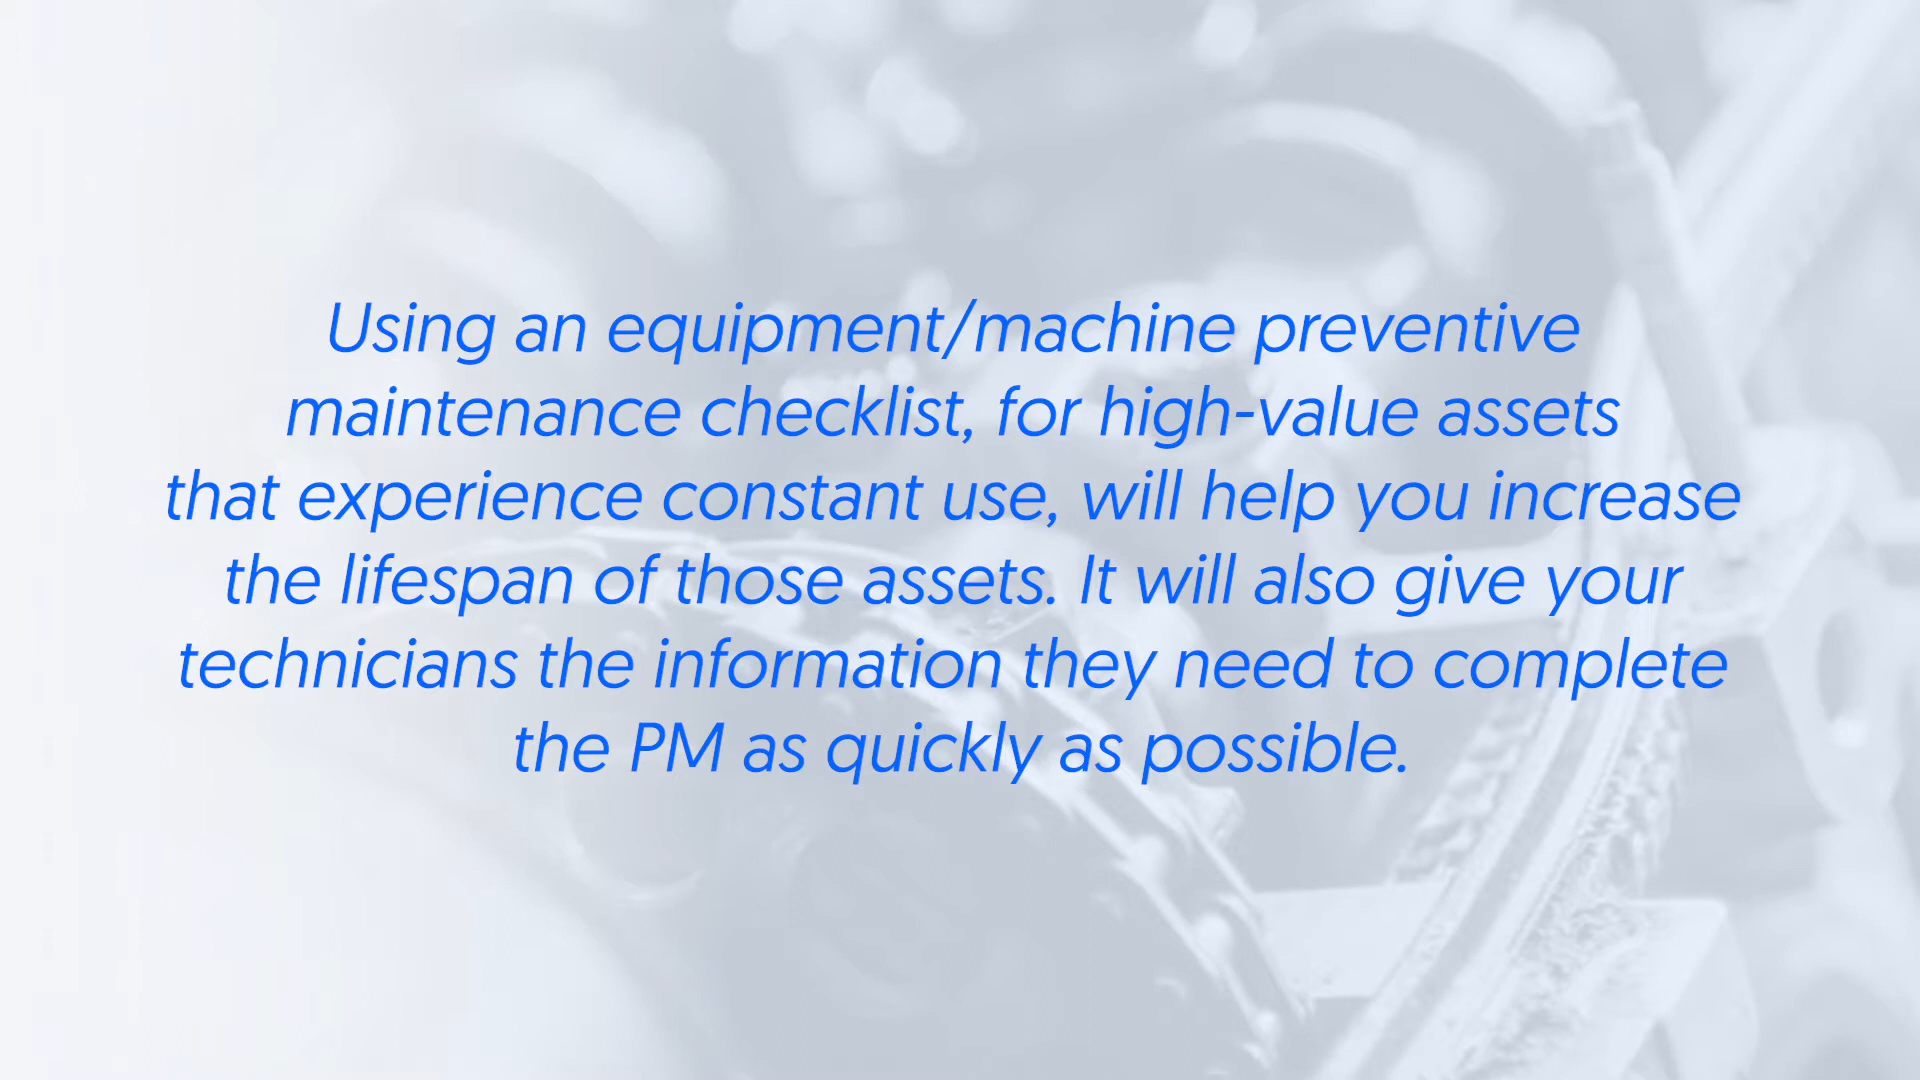 Using an equipment/machine preventive
maintenance checklist, for high-value assets
that experience constant use, will help you increase
the lifespan of those assets. It will also give your
technicians the information they need to complete
the PM as quickly as possible.